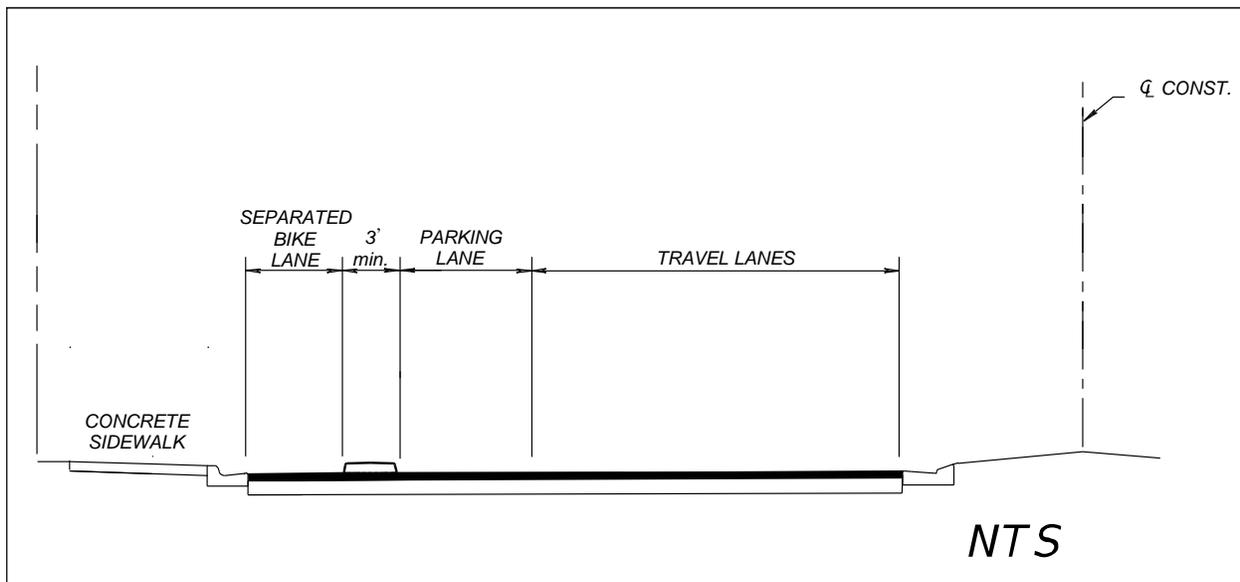 ℄ CONST.
SEPARATED
BIKE
LANE
3'
min.
PARKING
LANE
TRAVEL LANES
CONCRETE
SIDEWALK
NTS